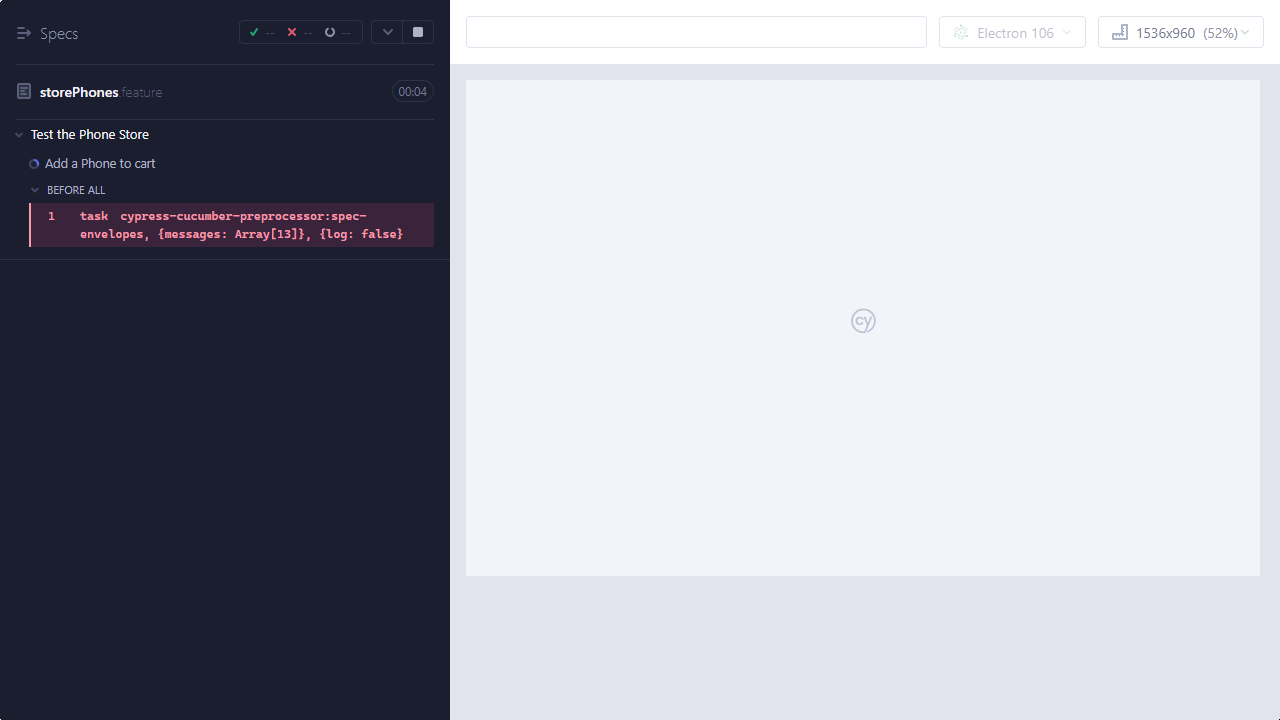 Specs
-- -- --
Electron 106
1536x960 (52%)
storePhones.feature
00:04
Test the Phone Store
Add a Phone to cart
BEFORE ALL
1 task cypress-cucumber-preprocessor:spec-
envelopes, {messages: Array[13]}, {log: false}
cy